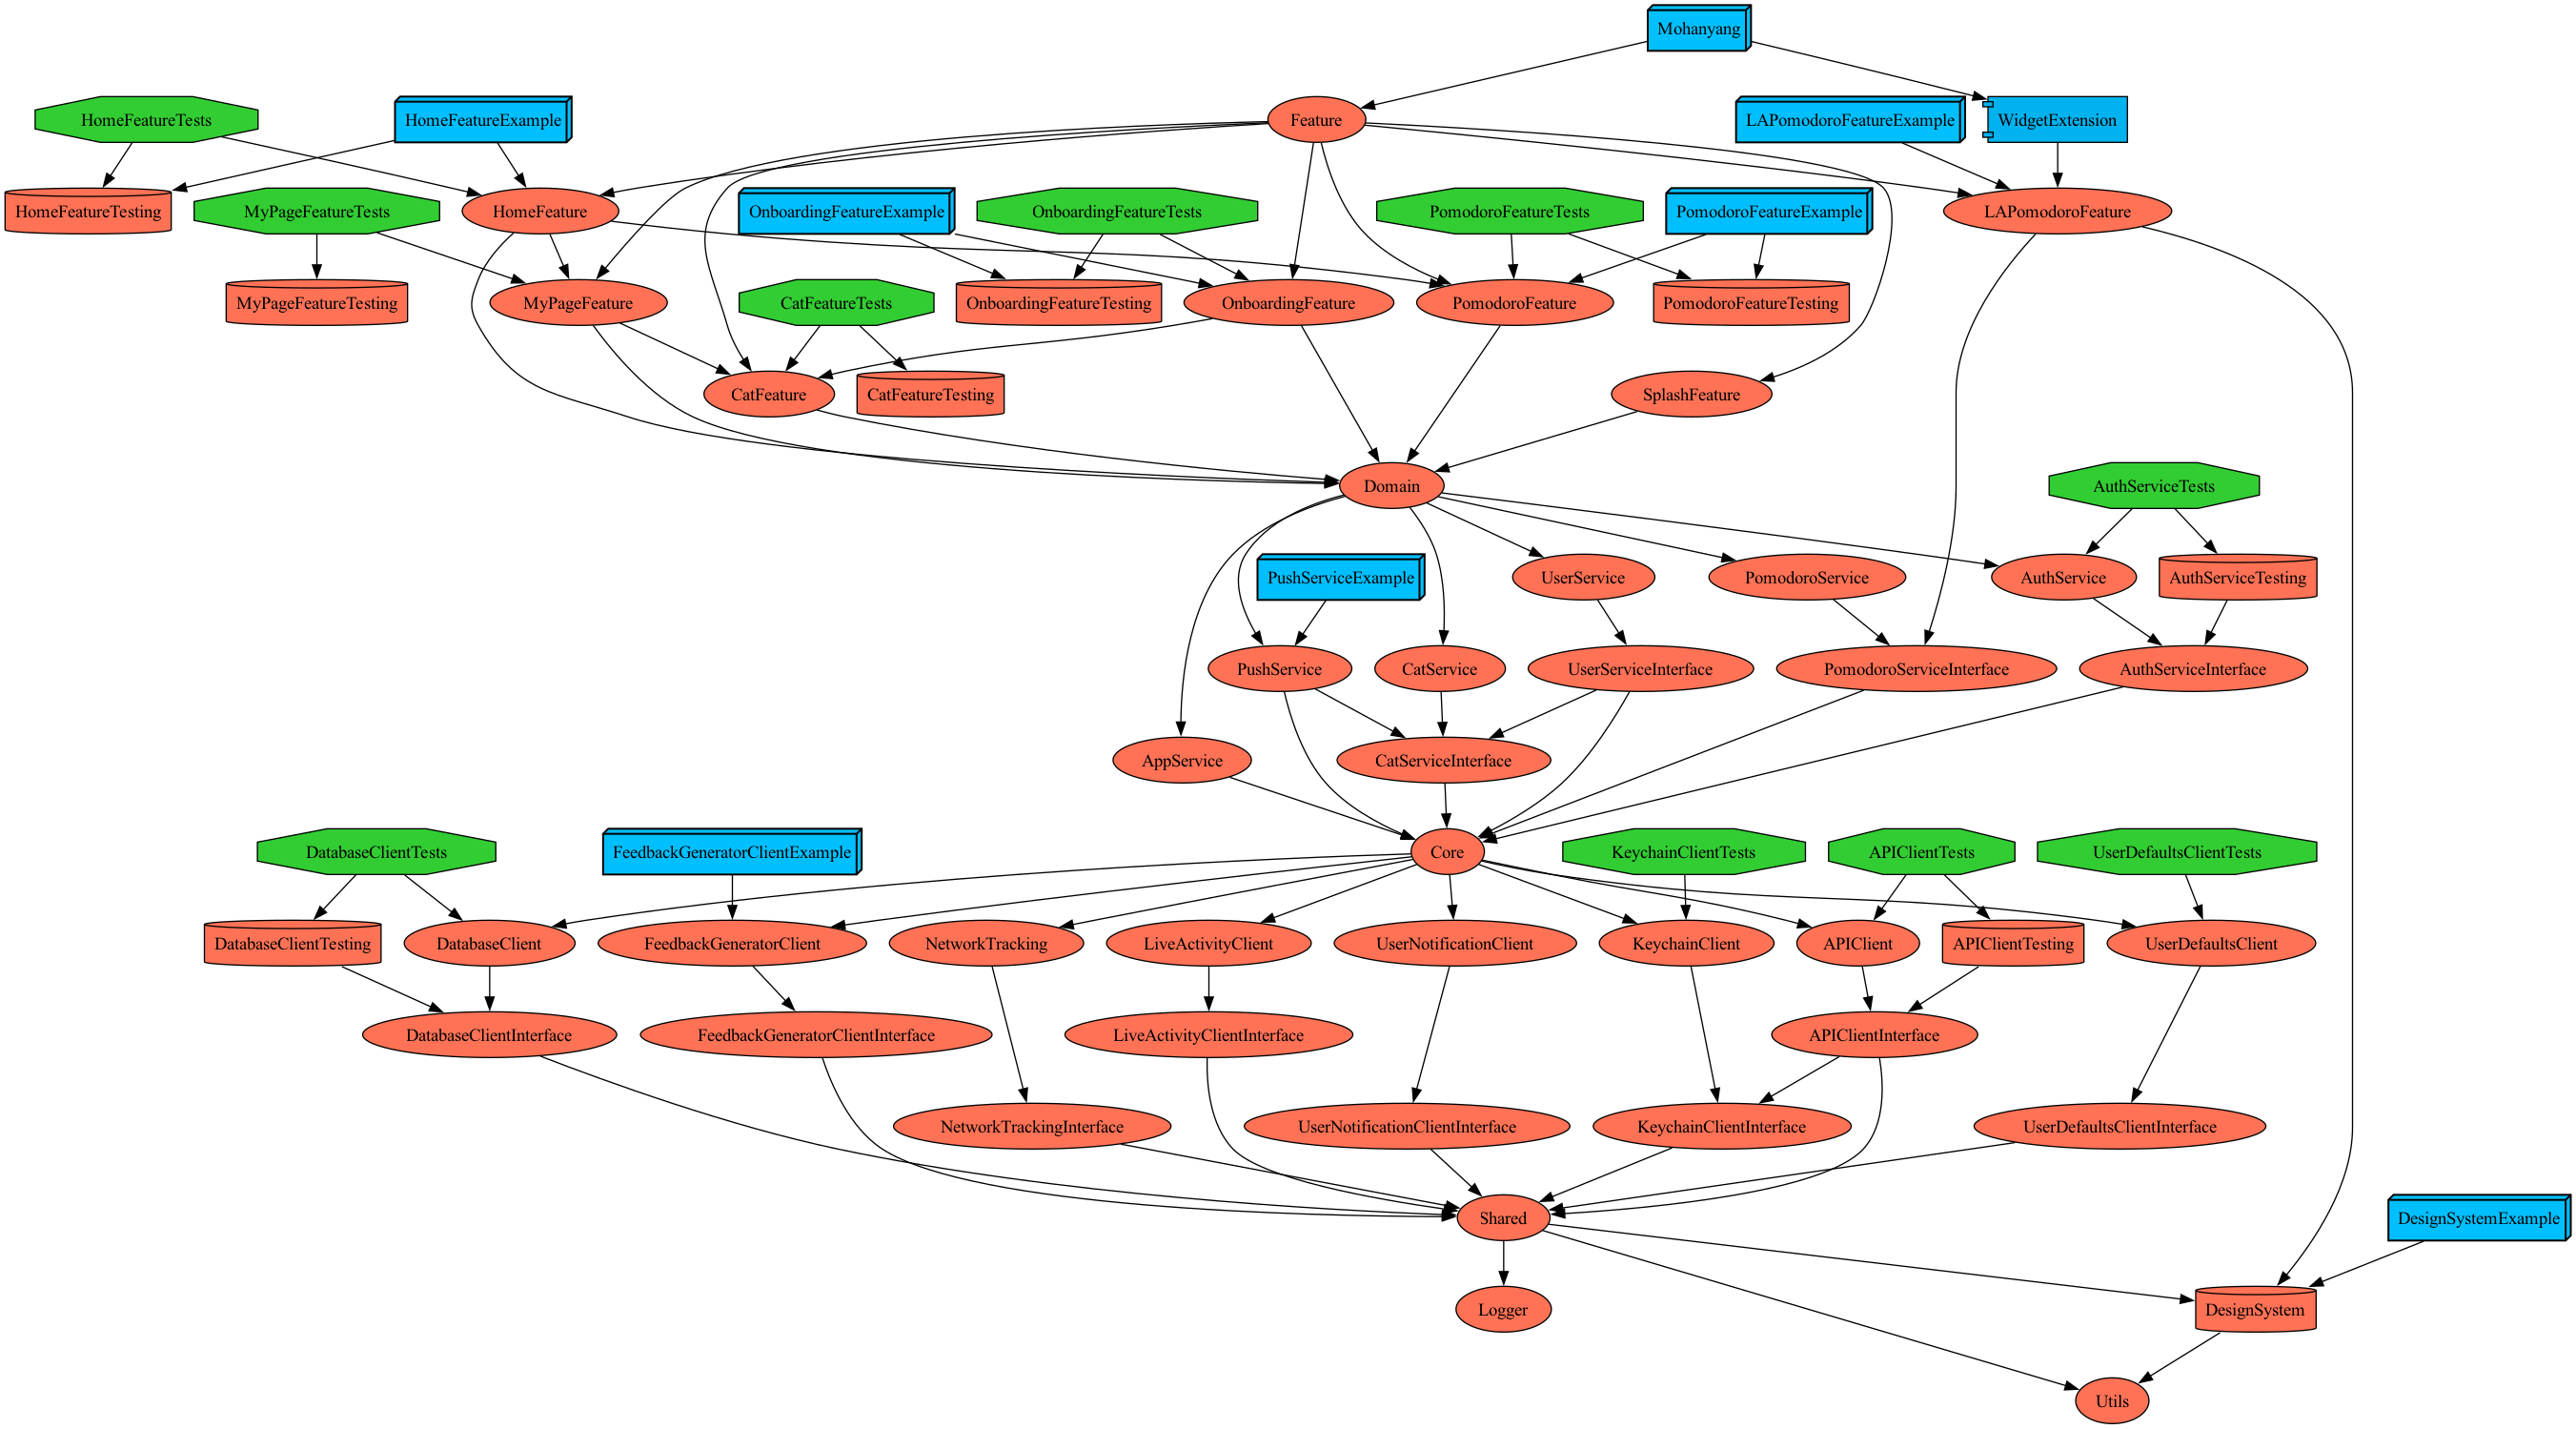 Mohanyang
HomeFeatureTests
HomeFeatureExample
Feature
LAPomodoroFeatureExample
WidgetExtension
HomeFeatureTesting
MyPageFeatureTests
HomeFeature
OnboardingFeatureExample
OnboardingFeatureTests
PomodoroFeatureTests
PomodoroFeatureExample
LAPomodoroFeature
MyPageFeatureTesting
MyPageFeature
CatFeatureTests
OnboardingFeatureTesting
OnboardingFeature
PomodoroFeature
PomodoroFeatureTesting
CatFeature
CatFeatureTesting
SplashFeature
Domain
AuthServiceTests
PushServiceExample
UserService
PomodoroService
AuthService
AuthServiceTesting
PushService
CatService
UserServiceInterface
PomodoroServiceInterface
AuthServiceInterface
AppService
CatServiceInterface
DatabaseClientTests
FeedbackGeneratorClientExample
Core
KeychainClientTests
APIClientTests
UserDefaultsClientTests
DatabaseClientTesting
DatabaseClient
FeedbackGeneratorClient
NetworkTracking
LiveActivityClient
UserNotificationClient
KeychainClient
APIClient
APIClientTesting
UserDefaultsClient
DatabaseClientInterface
FeedbackGeneratorClientInterface
LiveActivityClientInterface
APIClientInterface
NetworkTrackingInterface
UserNotificationClientInterface
KeychainClientInterface
UserDefaultsClientInterface
Shared
DesignSystemExample
Logger
DesignSystem
Utils